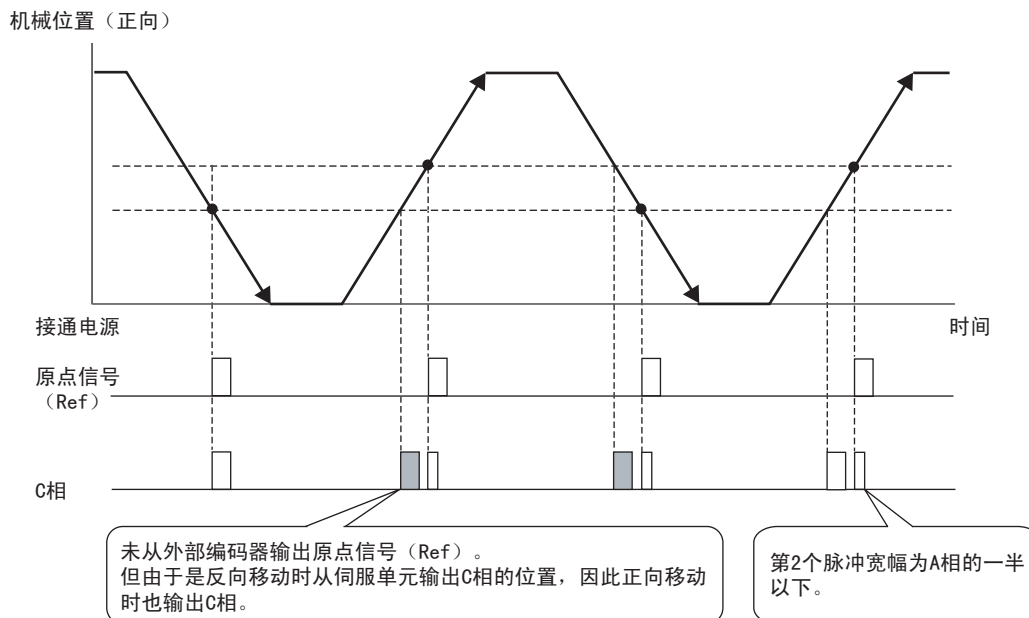 机械位置（正向）
接通电源
时间
原点信号
（Ref）
C相
未从外部编码器输出原点信号（Ref）。
但由于是反向移动时从伺服单元输出C相的位置，因此正向移动
时也输出C相。
第2个脉冲宽幅为A相的一半
以下。